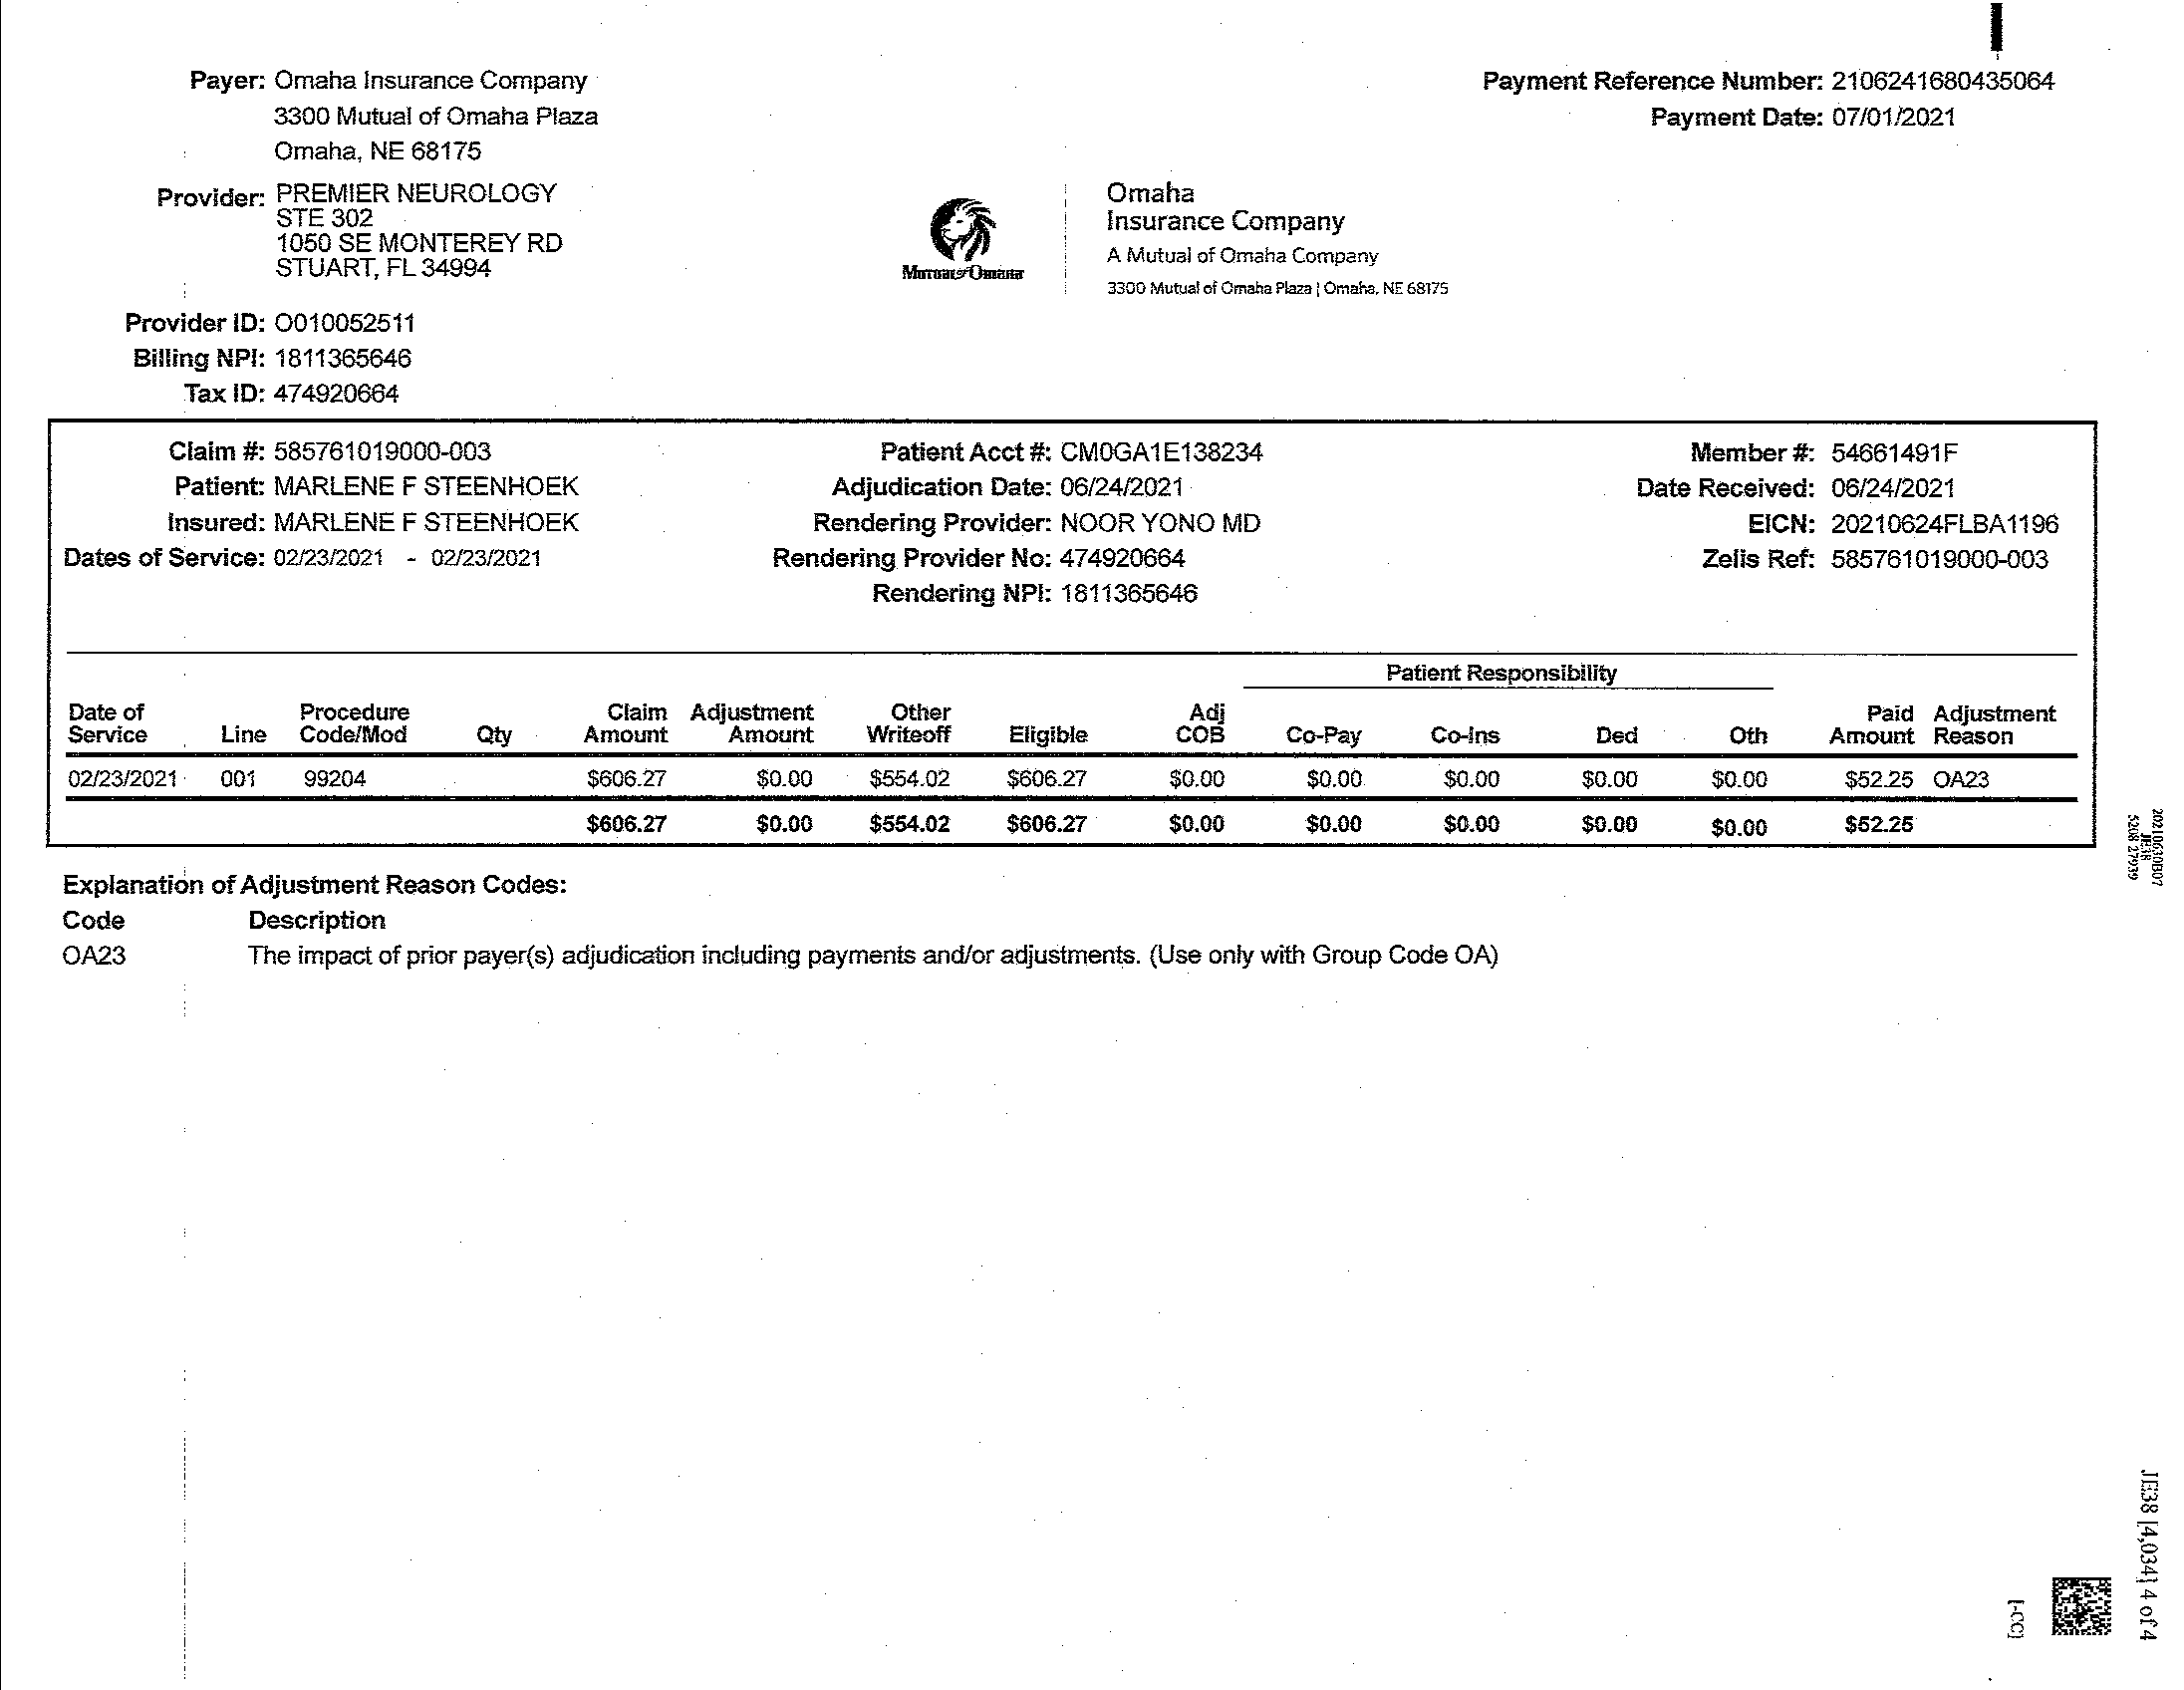 Payer: Omaha Insurance Company
3300 Mutual of Omaha Plaza
Omaha, NE 68175
Payment Reference Number: 2106241680435064
Payment Date: 07/01/2021
Provider: PREMIER NEUROLOGY
STE 302
1050 SE MONTEREY RD
STUART, FL 34994
Mutual of Omaha
Omaha
Insurance Company
A Mutual of Omaha Company
3300 Mutual of Omaha Plaza | Omaha, NE 68175
Provider ID: O010052511
Billing NPI: 1811365646
Tax ID: 474920664
Claim #: 585761019000-003 Patient Acct #: CM0GA1E138234 Member #: 54661491F
Patient: MARLENE F STEENHOEK Adjudication Date: 06/24/2021 Date Received: 06/24/2021
Insured: MARLENE F STEENHOEK Rendering Provider: NOOR YONO MD EICN: 20210624FLBA1196
Dates of Service: 02/23/2021 - 02/23/2021 Rendering Provider No: 474920664 Zelis Ref: 585761019000-003
Rendering NPI: 1811365646
Patient Responsibility
Date of Procedure Claim Adjustment Other Adj Paid Adjustment
Service Line Code/Mod Qty Amount Amount Writeoff Eligible COB Co-Pay Co-Ins Ded Oth Amount Reason
02/23/2021 001 99204 $606.27 $0.00 $554.02 $606.27 $0.00 $0.00 $0.00 $0.00 $0.00 $52.25 OA23
$606.27 $0.00 $554.02 $606.27 $0.00 $0.00 $0.00 $0.00 $0.00 $52.25
Explanation of Adjustment Reason Codes:
Code Description
OA23 The impact of prior payer(s) adjudication including payments and/or adjustments. (Use only with Group Code OA)
20210630B07
JE38
5208 27939
JE38 [4,034] 4 of 4
[-CC]